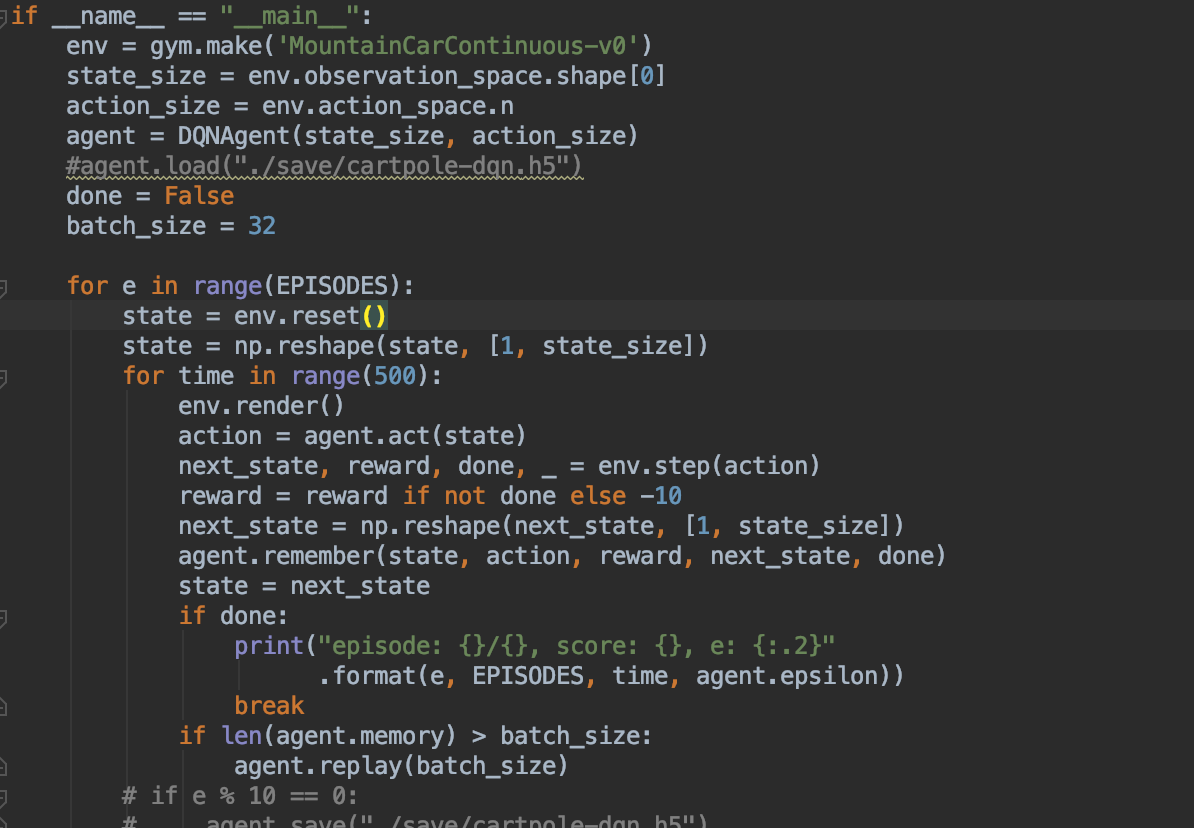 if __name__ == "__main__":
    env = gym.make('MountainCarContinuous-v0')
    state_size = env.observation_space.shape[0]
    action_size = env.action_space.n
    agent = DQNAgent(state_size, action_size)
    #agent.load("./save/cartpole-dqn.h5")
    done = False
    batch_size = 32

    for e in range(EPISODES):
        state = env.reset()
        state = np.reshape(state, [1, state_size])
        for time in range(500):
            env.render()
            action = agent.act(state)
            next_state, reward, done, _ = env.step(action)
            reward = reward if not done else -10
            next_state = np.reshape(next_state, [1, state_size])
            agent.remember(state, action, reward, next_state, done)
            state = next_state
            if done:
                print("episode: {}/{}, score: {}, e: {:.2}"
                      .format(e, EPISODES, time, agent.epsilon))
                break
            if len(agent.memory) > batch_size:
                agent.replay(batch_size)
        # if e % 10 == 0:
        #     agent.save("./save/cartpole-dqn.h5")